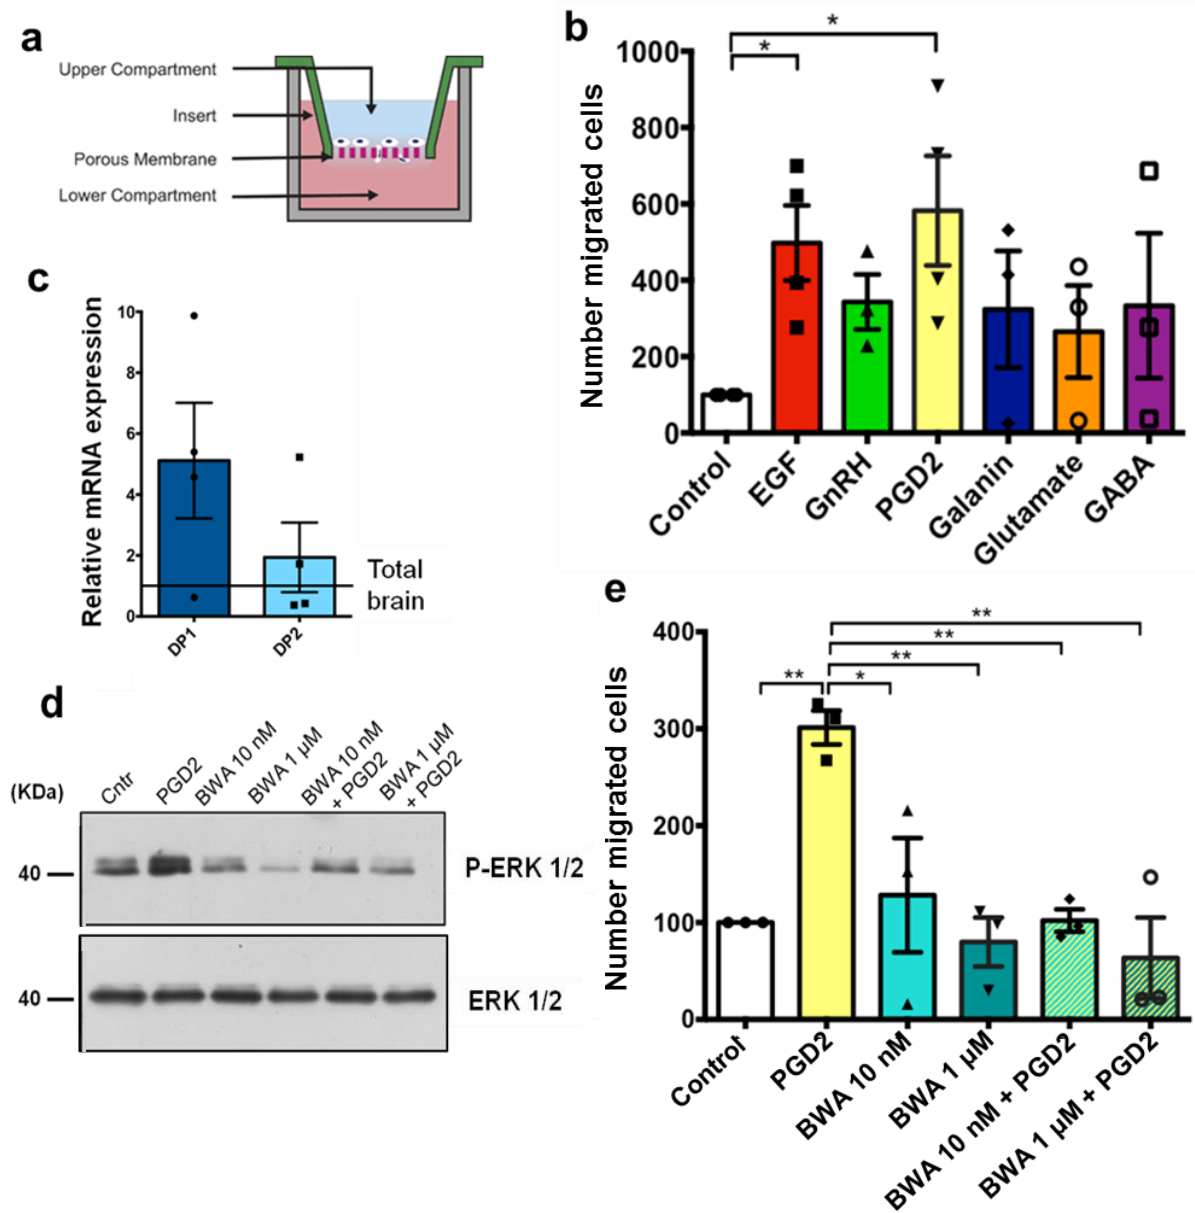 a
Upper Compartment
Insert
Porous Membrane
Lower Compartment
b
Number migrated cells
1000
800
600
400
200
0
*
*
Control
EGF
GnRH
PGD2
Galanin
Glutamate
GABA
c
Relative mRNA expression
10
8
6
4
2
0
Total
brain
DP1
DP2
d
(KDa)
Cntr
PGD2
BWA 10 nM
BWA 1 µM
BWA 10 nM
+ PGD2
BWA 1 µM
+ PGD2
40
P-ERK 1/2
40
ERK 1/2
e
Number migrated cells
400
300
200
100
0
**
**
**
**
*
Control
PGD2
BWA 10 nM
BWA 1 µM
BWA 10 nM + PGD2
BWA 1 µM + PGD2